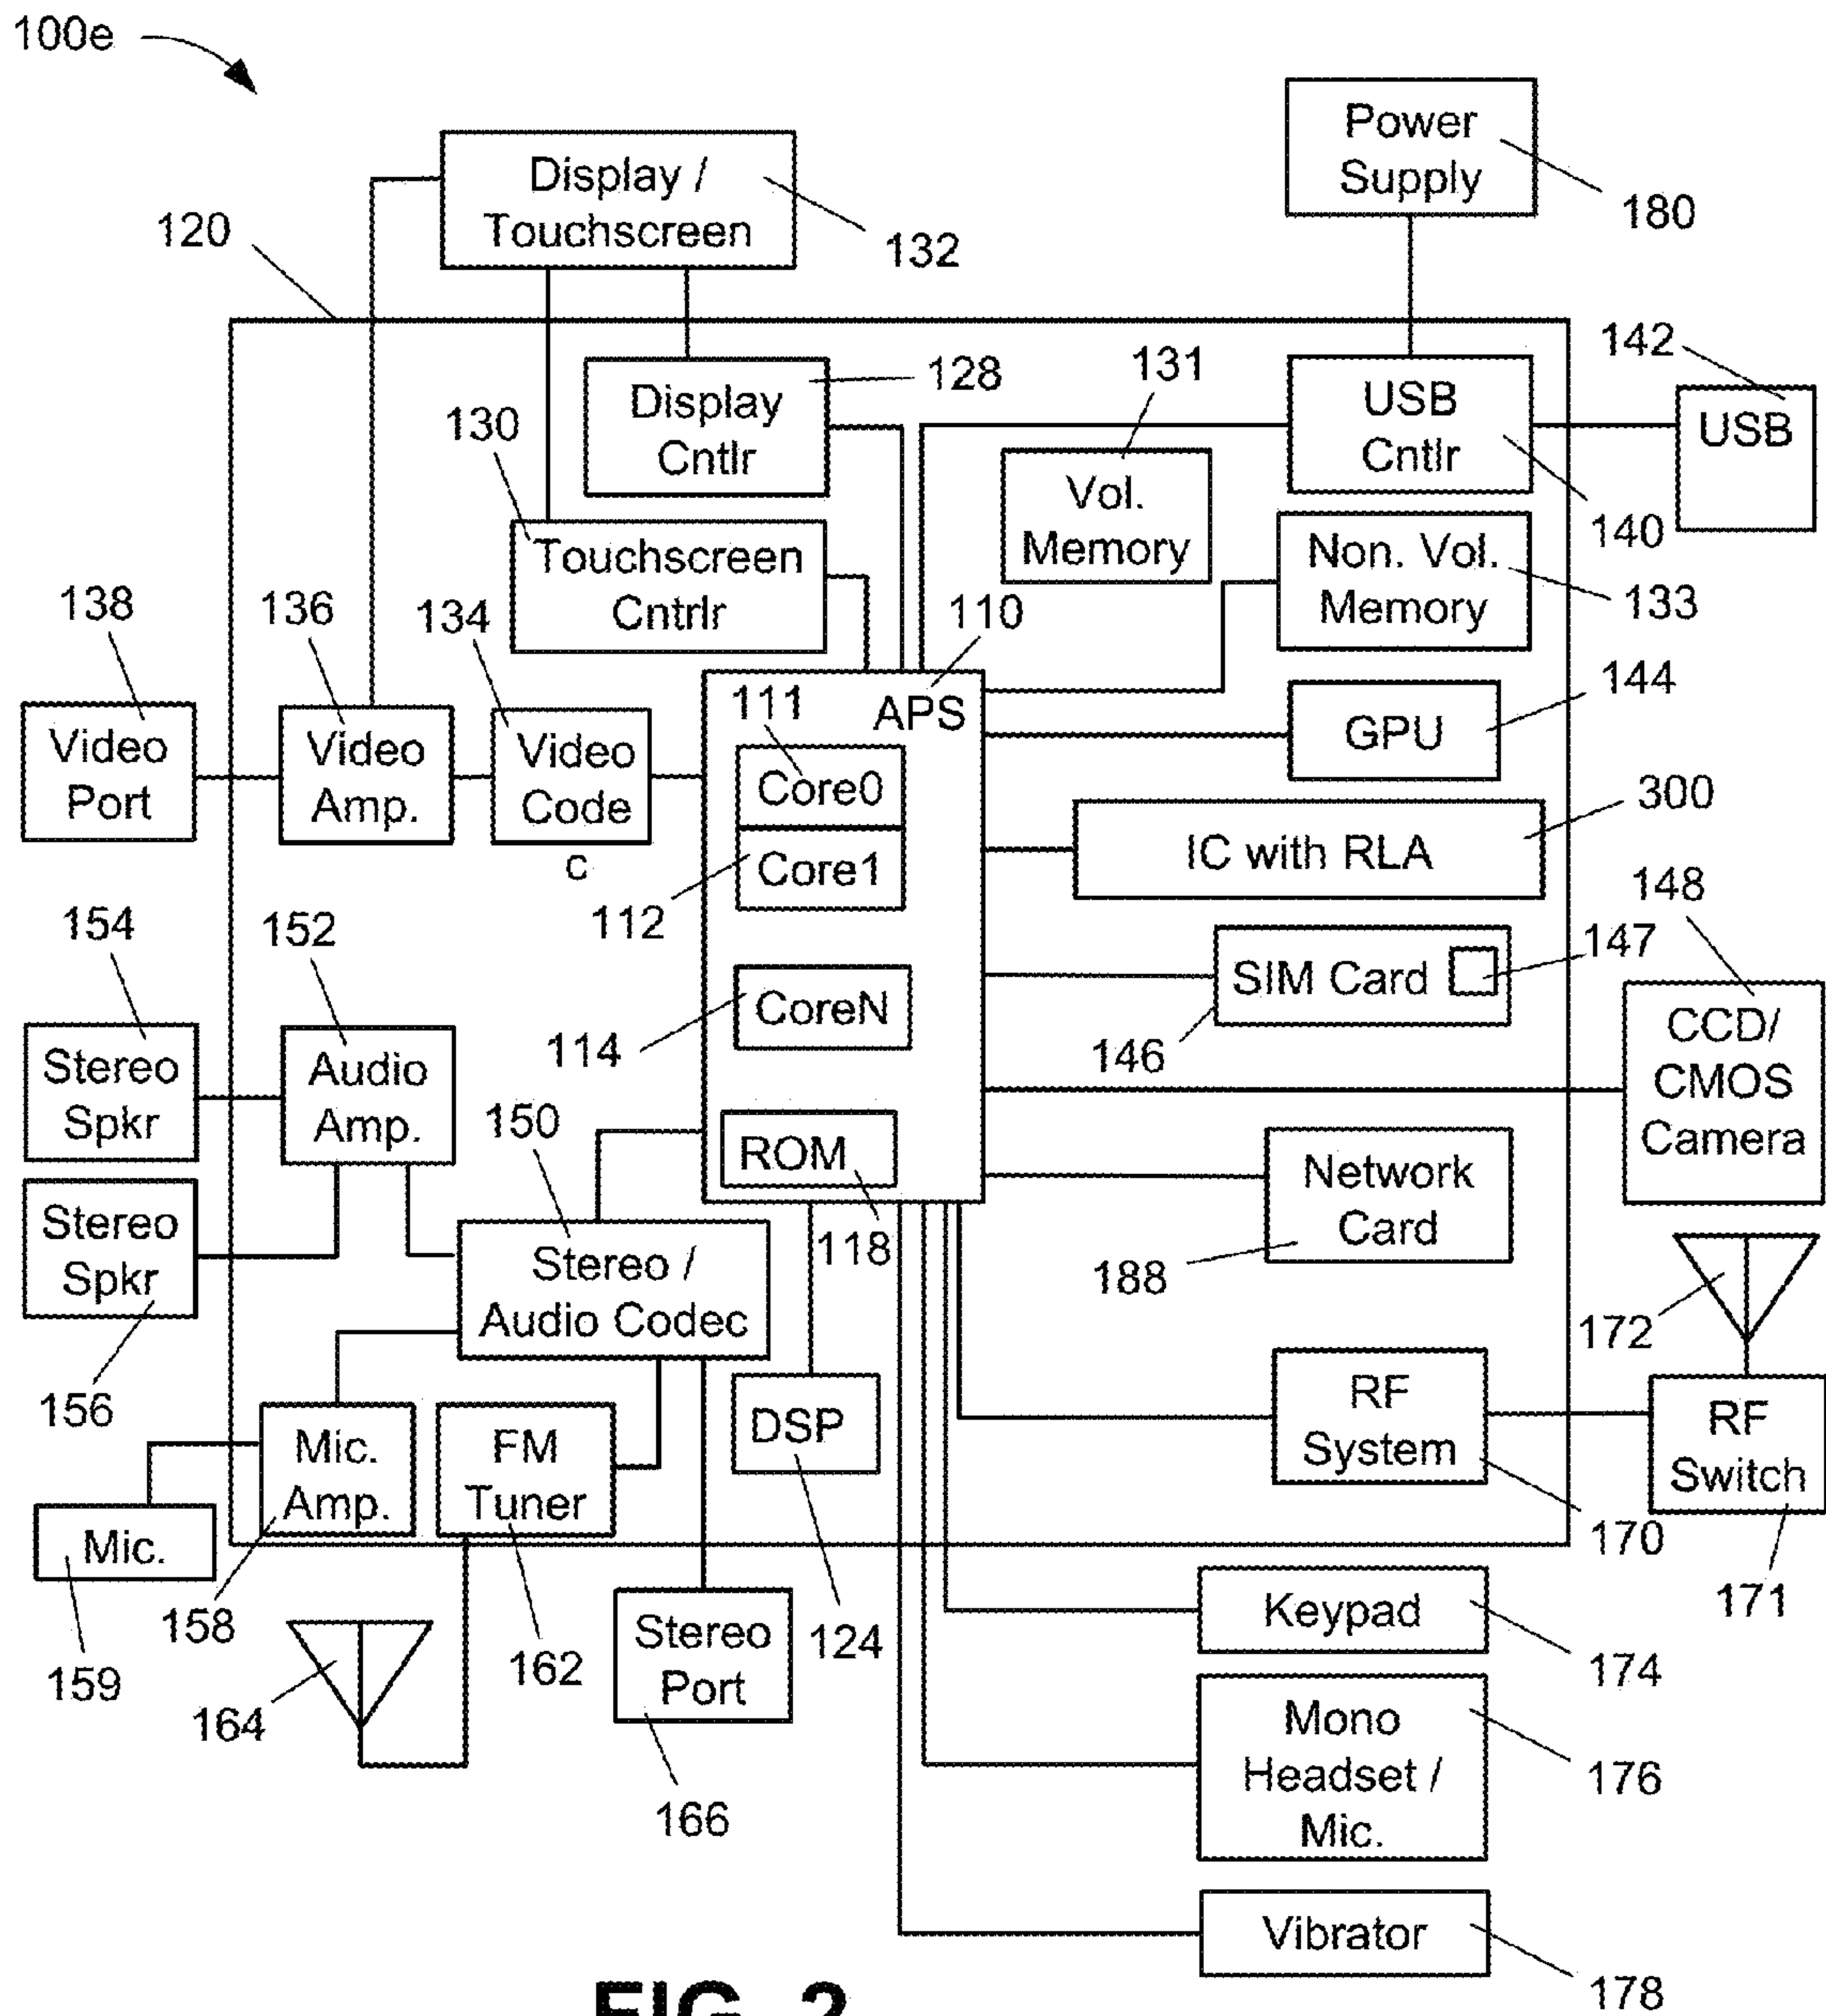 100e
Display /
Touchscreen
132
Power
Supply
180
120
142
USB
131
128
Display
Cntlr
USB
Cntlr
140
130
Vol.
Memory
Touchscreen
Cntrlr
Non. Vol.
Memory
133
138
136
134
110
Video
Port
Video
Amp.
Video
Code
c
111
APS
Core0
Core1
112
GPU
144
IC with RLA
300
148
154
152
SIM Card
147
146
CoreN
114
CCD/
CMOS
Camera
Stereo
Spkr
Audio
Amp.
150
ROM
118
Network
Card
188
Stereo
Spkr
156
Stereo /
Audio Codec
172
RF
System
170
RF
Switch
171
Mic.
Amp.
158
FM
Tuner
162
DSP
124
Mic.
159
164
Stereo
Port
166
Keypad
174
Mono
Headset /
Mic.
176
Vibrator
178
FIG. 2